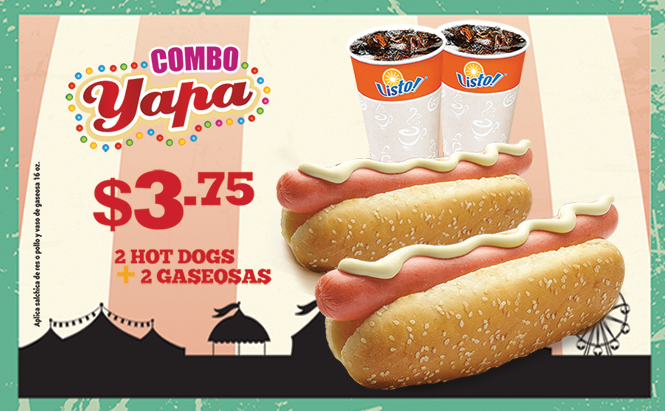 COMBO
Yapa
$3.75
2 HOT DOGS
+ 2 GASEOSAS
Listo!
Listo!
Aplica salchicha de res o pollo y vaso de gaseosa 16 oz.